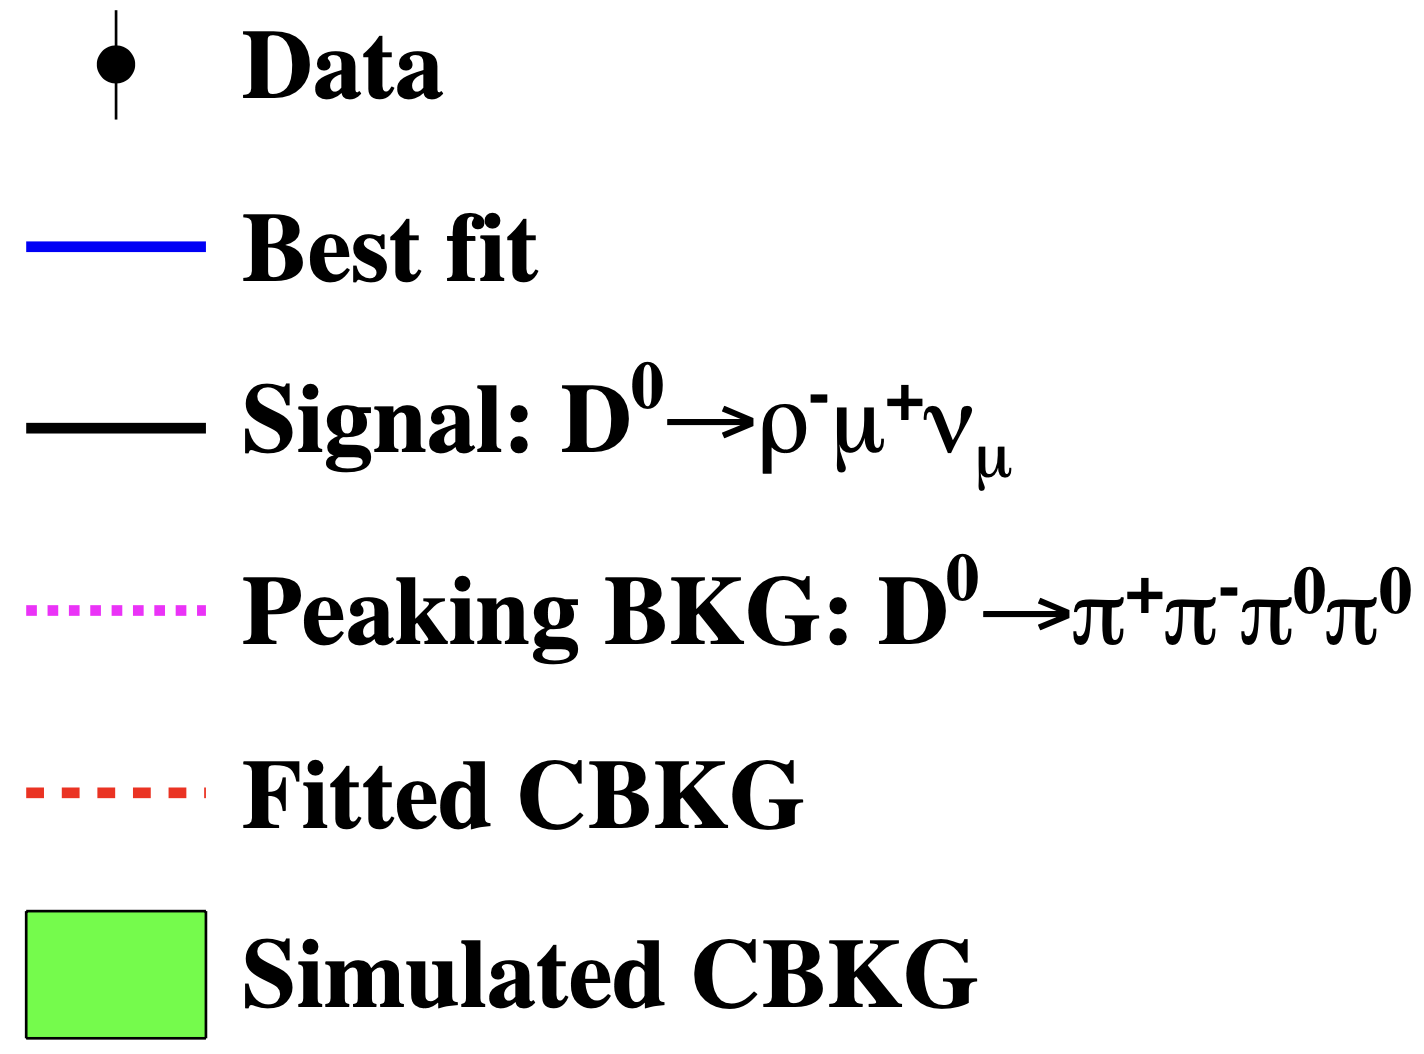 Data
Best fit
Signal: D⁰→ρ⁻μ⁺ν_μ
Peaking BKG: D⁰→π⁺π⁻π⁰π⁰
Fitted CBKG
Simulated CBKG